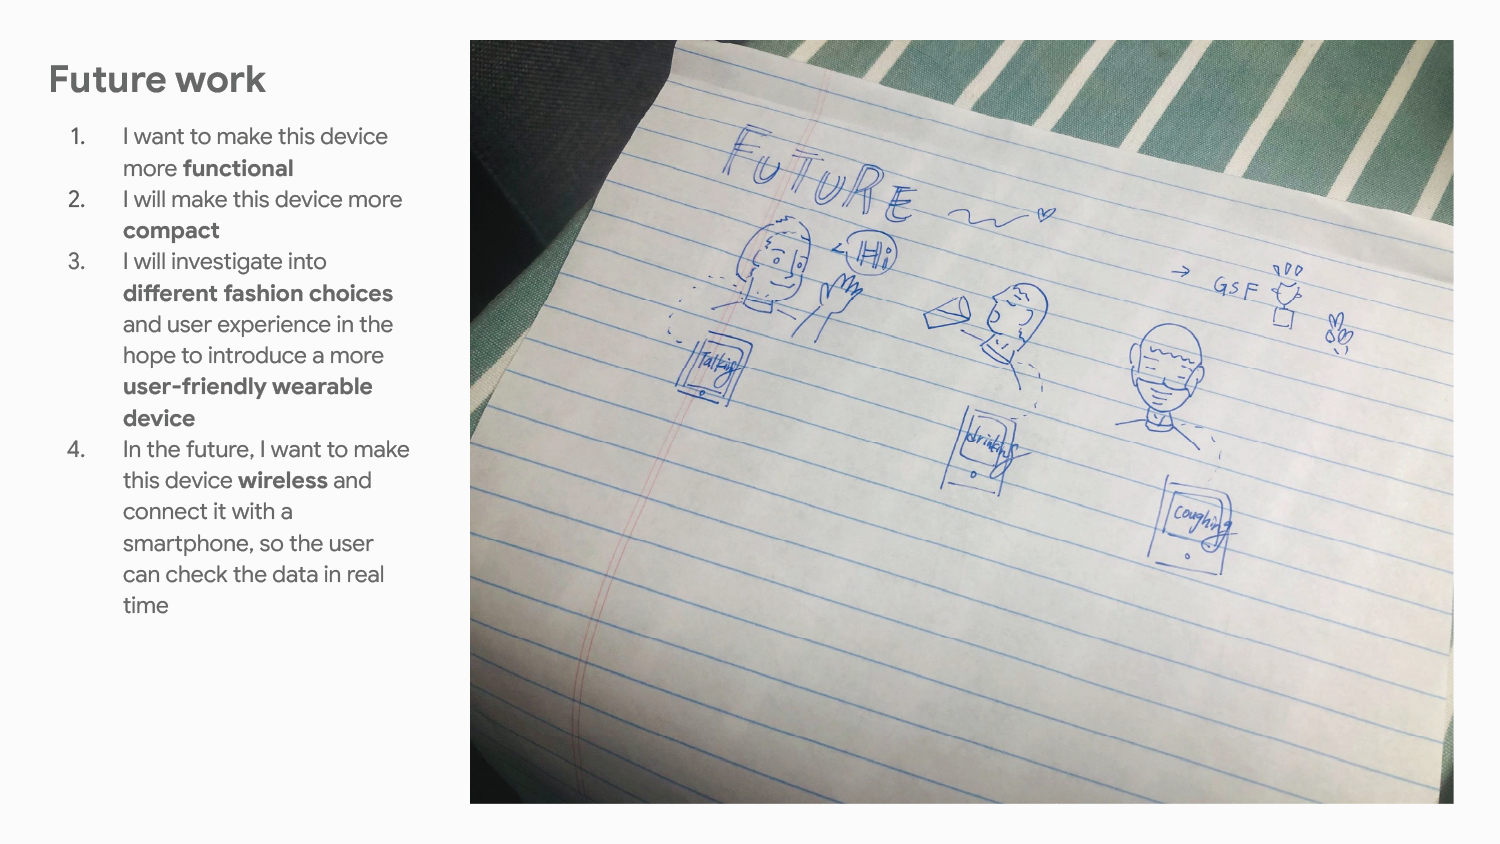 Future work
1. I want to make this device
more functional
2. I will make this device more
compact
3. I will investigate into
different fashion choices
and user experience in the
hope to introduce a more
user-friendly wearable
device
4. In the future, I want to make
this device wireless and
connect it with a
smartphone, so the user
can check the data in real
time
FUTURE
Hi
→ GSF
Talking
drinking
coughing